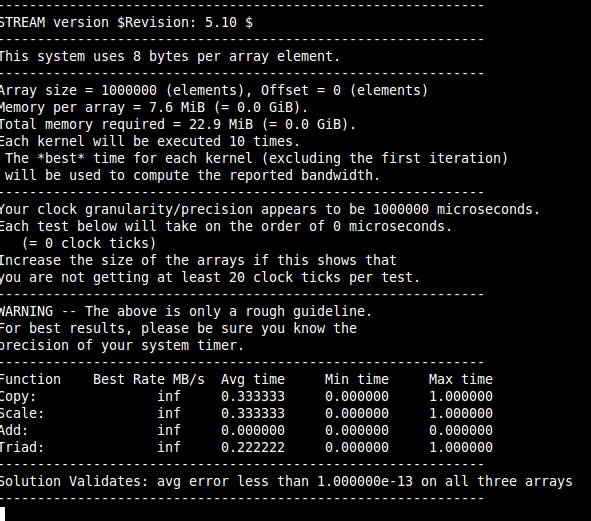 -------------------------------------------------------------
STREAM version $Revision: 5.10 $
-------------------------------------------------------------
This system uses 8 bytes per array element.
-------------------------------------------------------------
Array size = 1000000 (elements), Offset = 0 (elements)
Memory per array = 7.6 MiB (= 0.0 GiB).
Total memory required = 22.9 MiB (= 0.0 GiB).
Each kernel will be executed 10 times.
 The *best* time for each kernel (excluding the first iteration)
 will be used to compute the reported bandwidth.
-------------------------------------------------------------
Your clock granularity/precision appears to be 1000000 microseconds.
Each test below will take on the order of 0 microseconds.
   (= 0 clock ticks)
Increase the size of the arrays if this shows that
you are not getting at least 20 clock ticks per test.
-------------------------------------------------------------
WARNING -- The above is only a rough guideline.
For best results, please be sure you know the
precision of your system timer.
-------------------------------------------------------------
Function    Best Rate MB/s  Avg time     Min time     Max time
Copy:               inf     0.333333     0.000000     1.000000
Scale:              inf     0.333333     0.000000     1.000000
Add:                inf     0.000000     0.000000     0.000000
Triad:              inf     0.222222     0.000000     1.000000
-------------------------------------------------------------
Solution Validates: avg error less than 1.000000e-13 on all three arrays
-------------------------------------------------------------